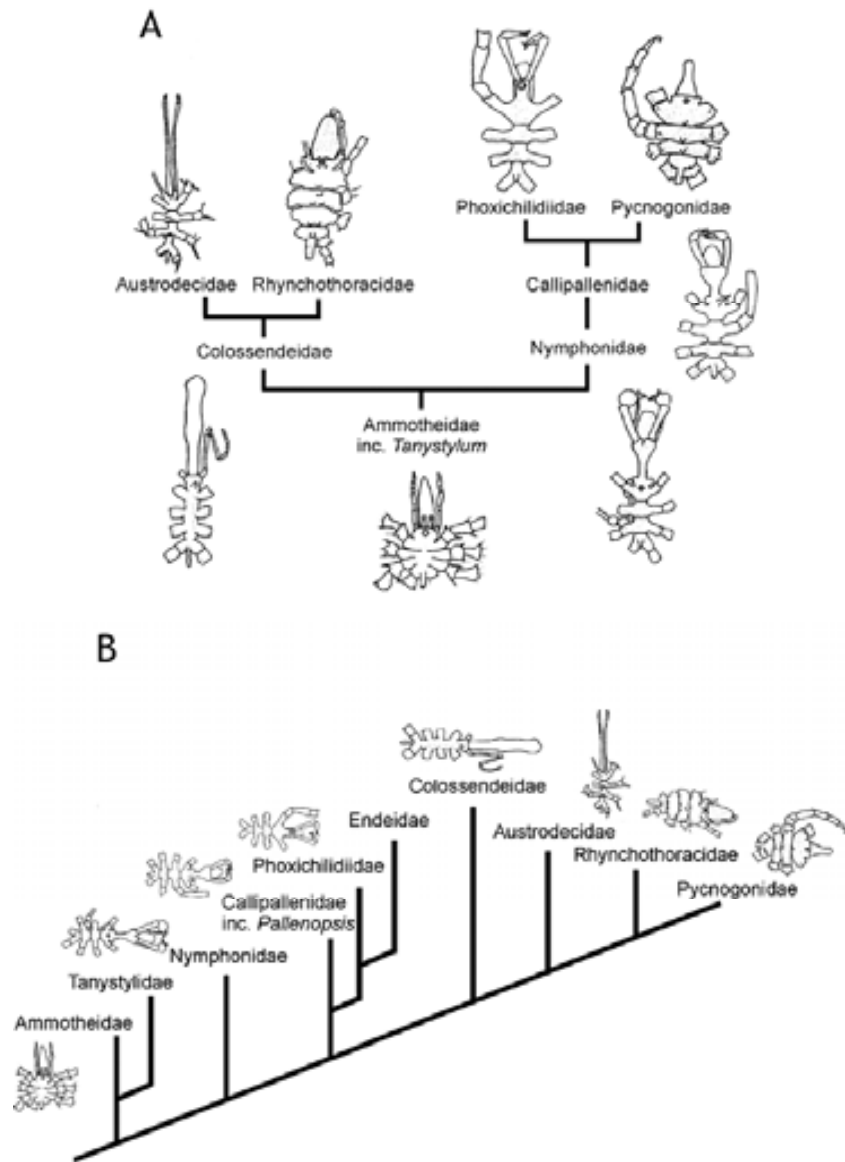 A
Phoxichilidiidae Pycnogonidae
Austrodecidae Rhynchothoracidae
Callipallenidae
Colossendeidae
Nymphonidae
Ammotheidae
inc. Tanystylum
B
Colossendeidae
Endeidae
Austrodecidae
Phoxichilidiidae
Rhynchothoracidae
Callipallenidae
inc. Pallenopsis
Pycnogonidae
Nymphonidae
Tanystylidae
Ammotheidae